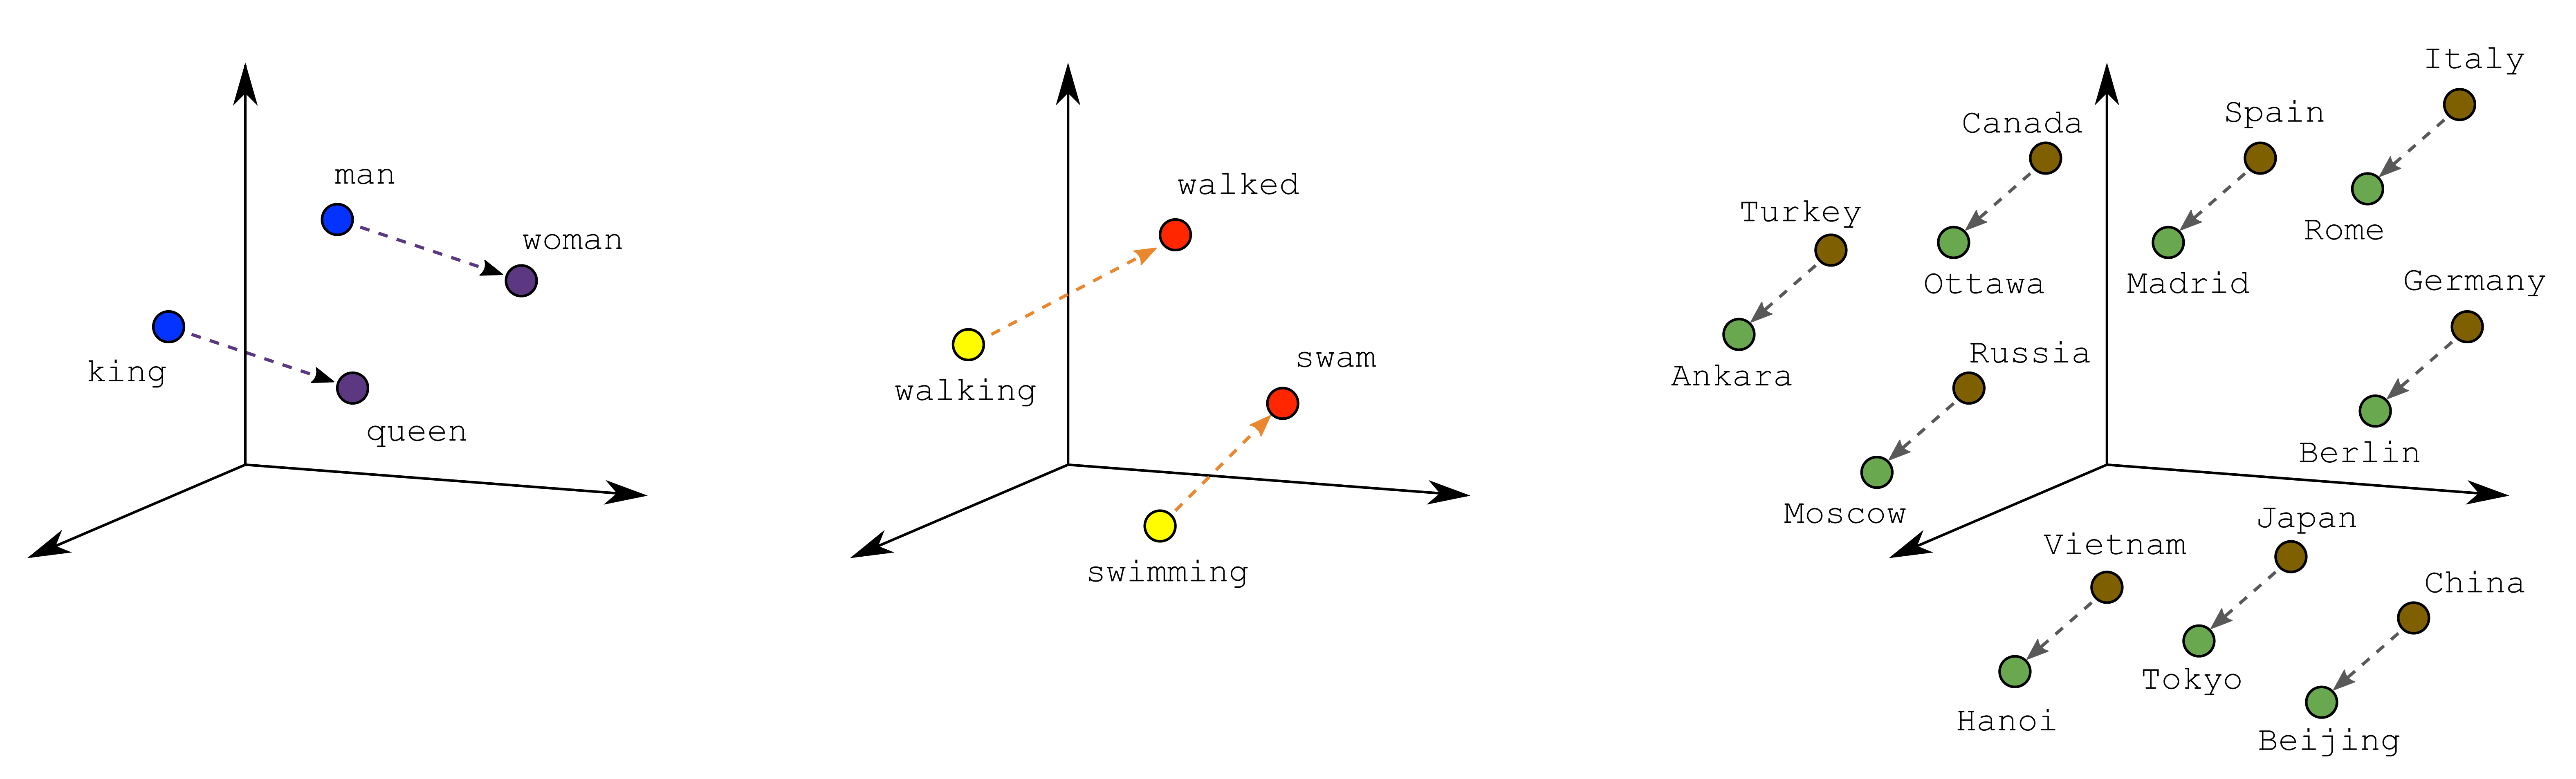 man
woman
king
queen
walked
walking
swam
swimming
Italy
Canada
Spain
Turkey
Rome
Ottawa
Madrid
Germany
Russia
Ankara
Berlin
Moscow
Japan
Vietnam
China
Tokyo
Hanoi
Beijing